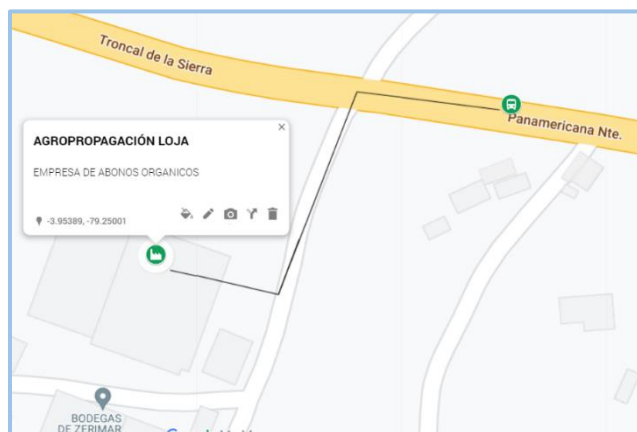 Troncal de la Sierra
Panamericana Nte.
AGROPROPAGACIÓN LOJA
EMPRESA DE ABONOS ORGANICOS
-3.95389, -79.25001
BODEGAS
DE ZERIMAR